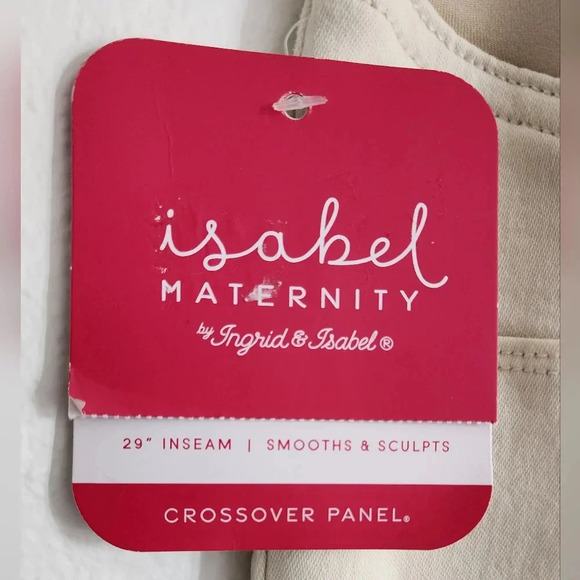 isabel
MATERNITY
by Ingrid & Isabel®
29" INSEAM | SMOOTHS & SCULPTS
CROSSOVER PANEL®